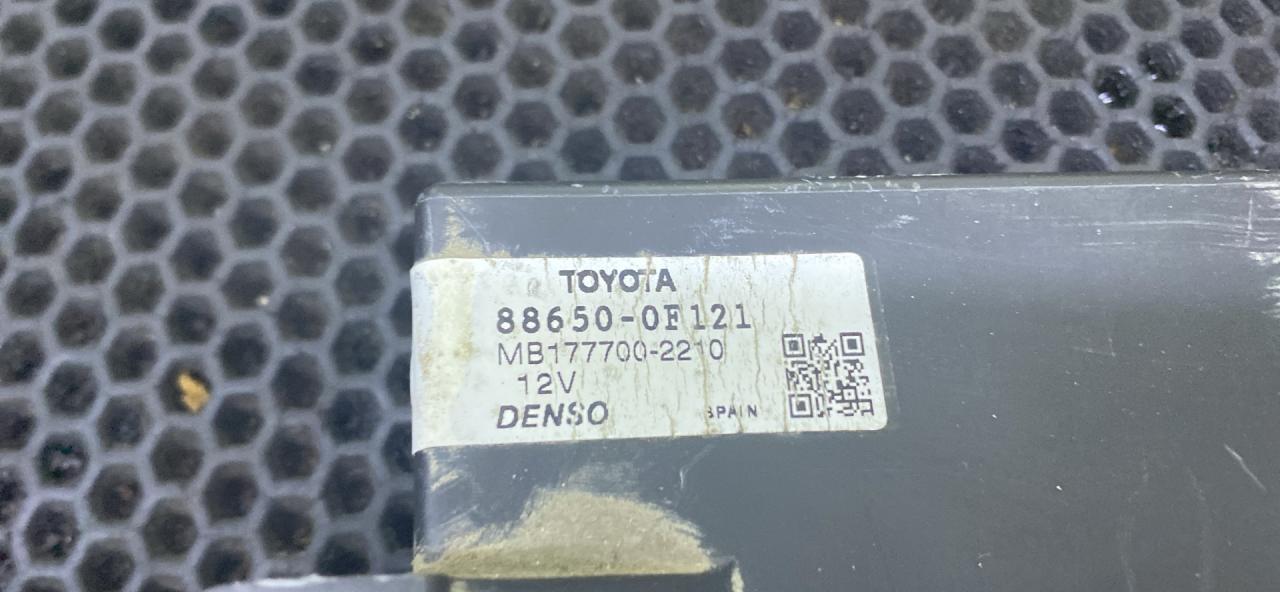 TOYOTA
88650-0F121
MB177700-2210
12V
DENSO SPAIN